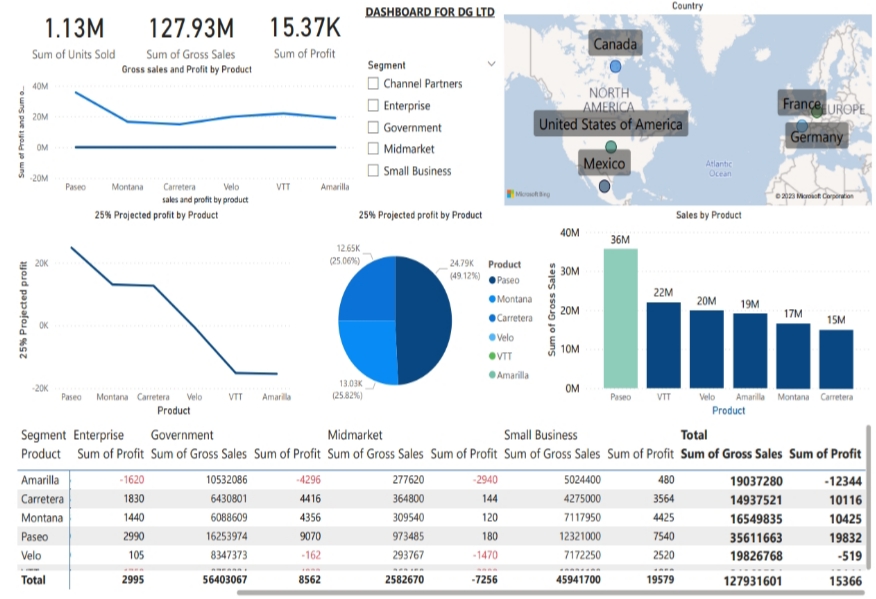 1.13M 127.93M 15.37K
Sum of Units Sold Sum of Gross Sales Sum of Profit
DASHBOARD FOR DG LTD
Segment
Channel Partners
Enterprise
Government
Midmarket
Small Business
Country
Canada
NORTH
AMERICA
United States of America
Mexico
France
EUROPE
Germany
Atlantic
Ocean
Microsoft Bing
© 2023 Microsoft Corporation
Gross sales and Profit by Product
Sum of Profit and Sum o...
40M
20M
0M
-20M
Paseo Montana Carretera Velo VTT Amarilla
sales and profit by product
25% Projected profit by Product
25% Projected profit
20K
0K
-20K
Paseo Montana Carretera Velo VTT Amarilla
Product
25% Projected profit by Product
12.65K
(25.06%)
24.79K
(49.12%)
13.03K
(25.82%)
Product
Paseo
Montana
Carretera
Velo
VTT
Amarilla
Sales by Product
Sum of Gross Sales
40M
30M
20M
10M
0M
36M
22M
20M
19M
17M
15M
Paseo VTT Velo Amarilla Montana Carretera
Product
Segment Enterprise Government Midmarket Small Business Total
Product Sum of Profit Sum of Gross Sales Sum of Profit Sum of Gross Sales Sum of Profit Sum of Gross Sales Sum of Profit Sum of Gross Sales Sum of Profit
Amarilla -1620 10532086 -4296 277620 -2940 5024400 480 19037280 -12344
Carretera 1830 6430801 4416 364800 144 4275000 3564 14937521 10116
Montana 1440 6088609 4356 309540 120 7117950 4425 16549835 10425
Paseo 2990 16253974 9070 973485 180 12321000 7540 35611663 19832
Velo 105 8347373 -162 293767 -1470 7172250 2520 19826768 -519
Total 2995 56403067 8562 2582670 -7256 45941700 19579 127931601 15366